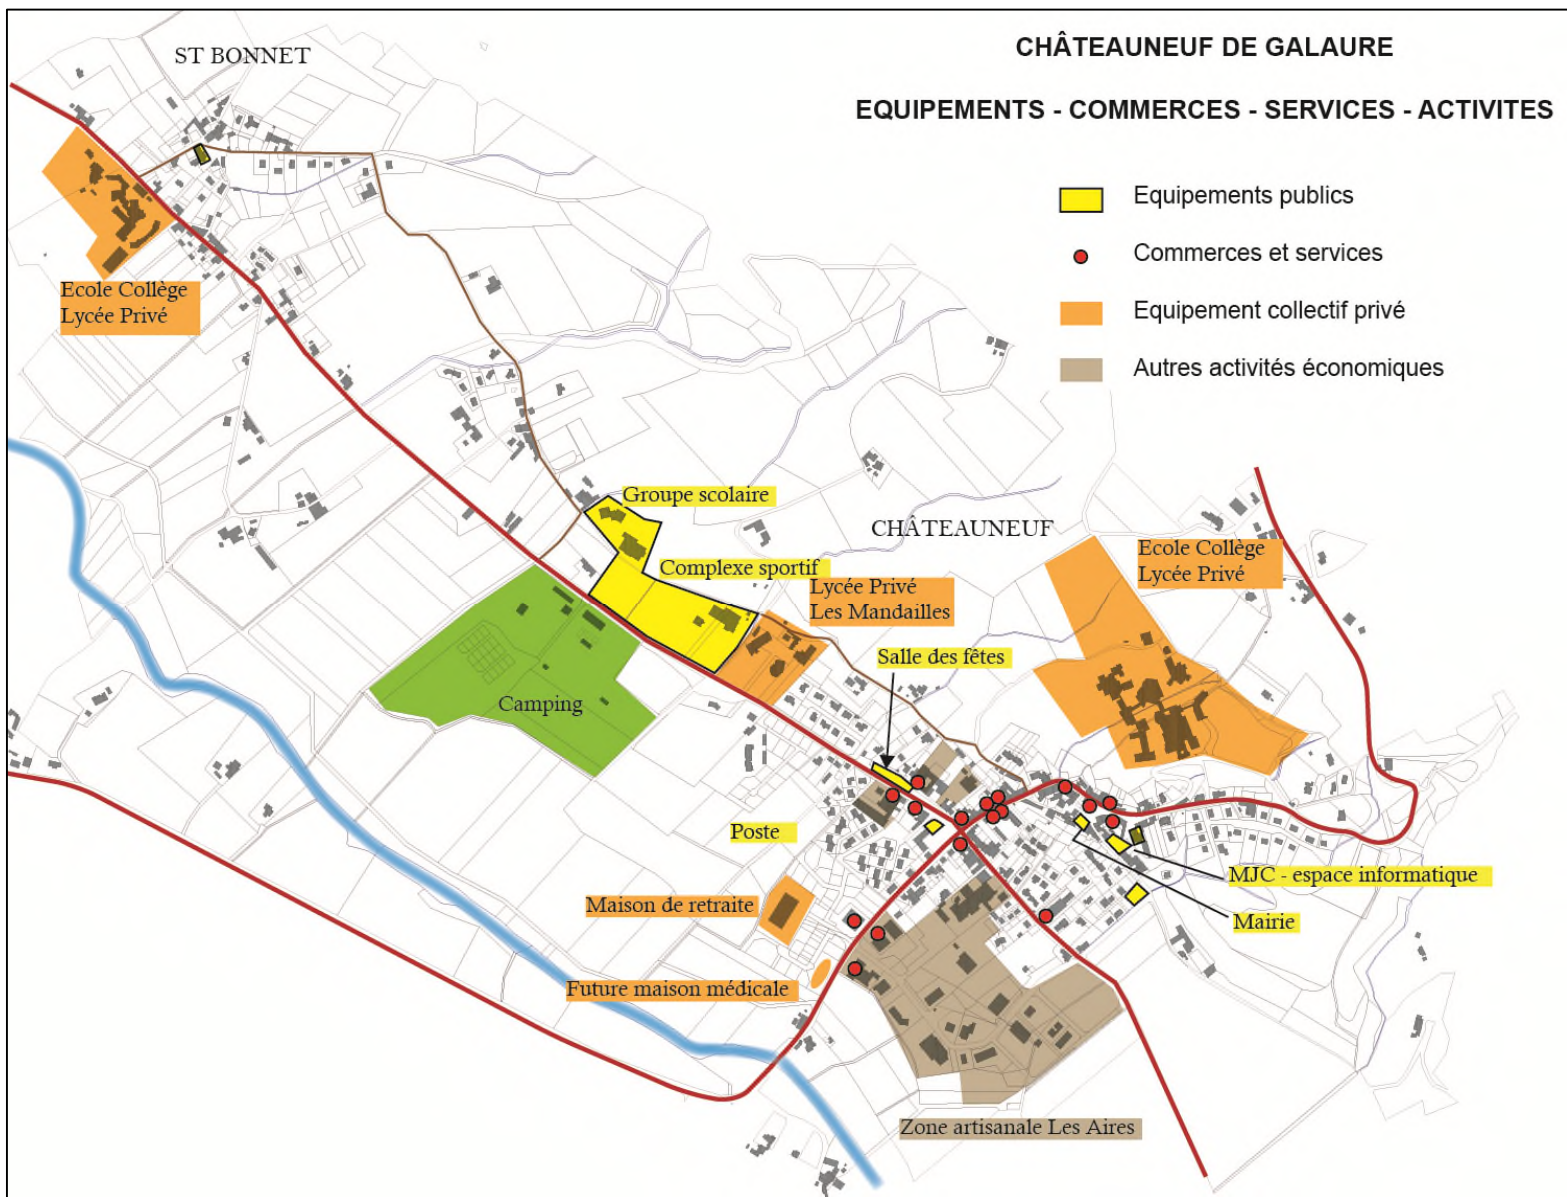 CHÂTEAUNEUF DE GALAURE
EQUIPEMENTS - COMMERCES - SERVICES - ACTIVITES
ST BONNET
Equipements publics
Commerces et services
Equipement collectif privé
Autres activités économiques
Ecole Collège
Lycée Privé
Groupe scolaire
CHÂTEAUNEUF
Ecole Collège
Lycée Privé
Complexe sportif
Lycée Privé
Les Mandailles
Salle des fêtes
Camping
Poste
MJC - espace informatique
Maison de retraite
Mairie
Future maison médicale
Zone artisanale Les Aires